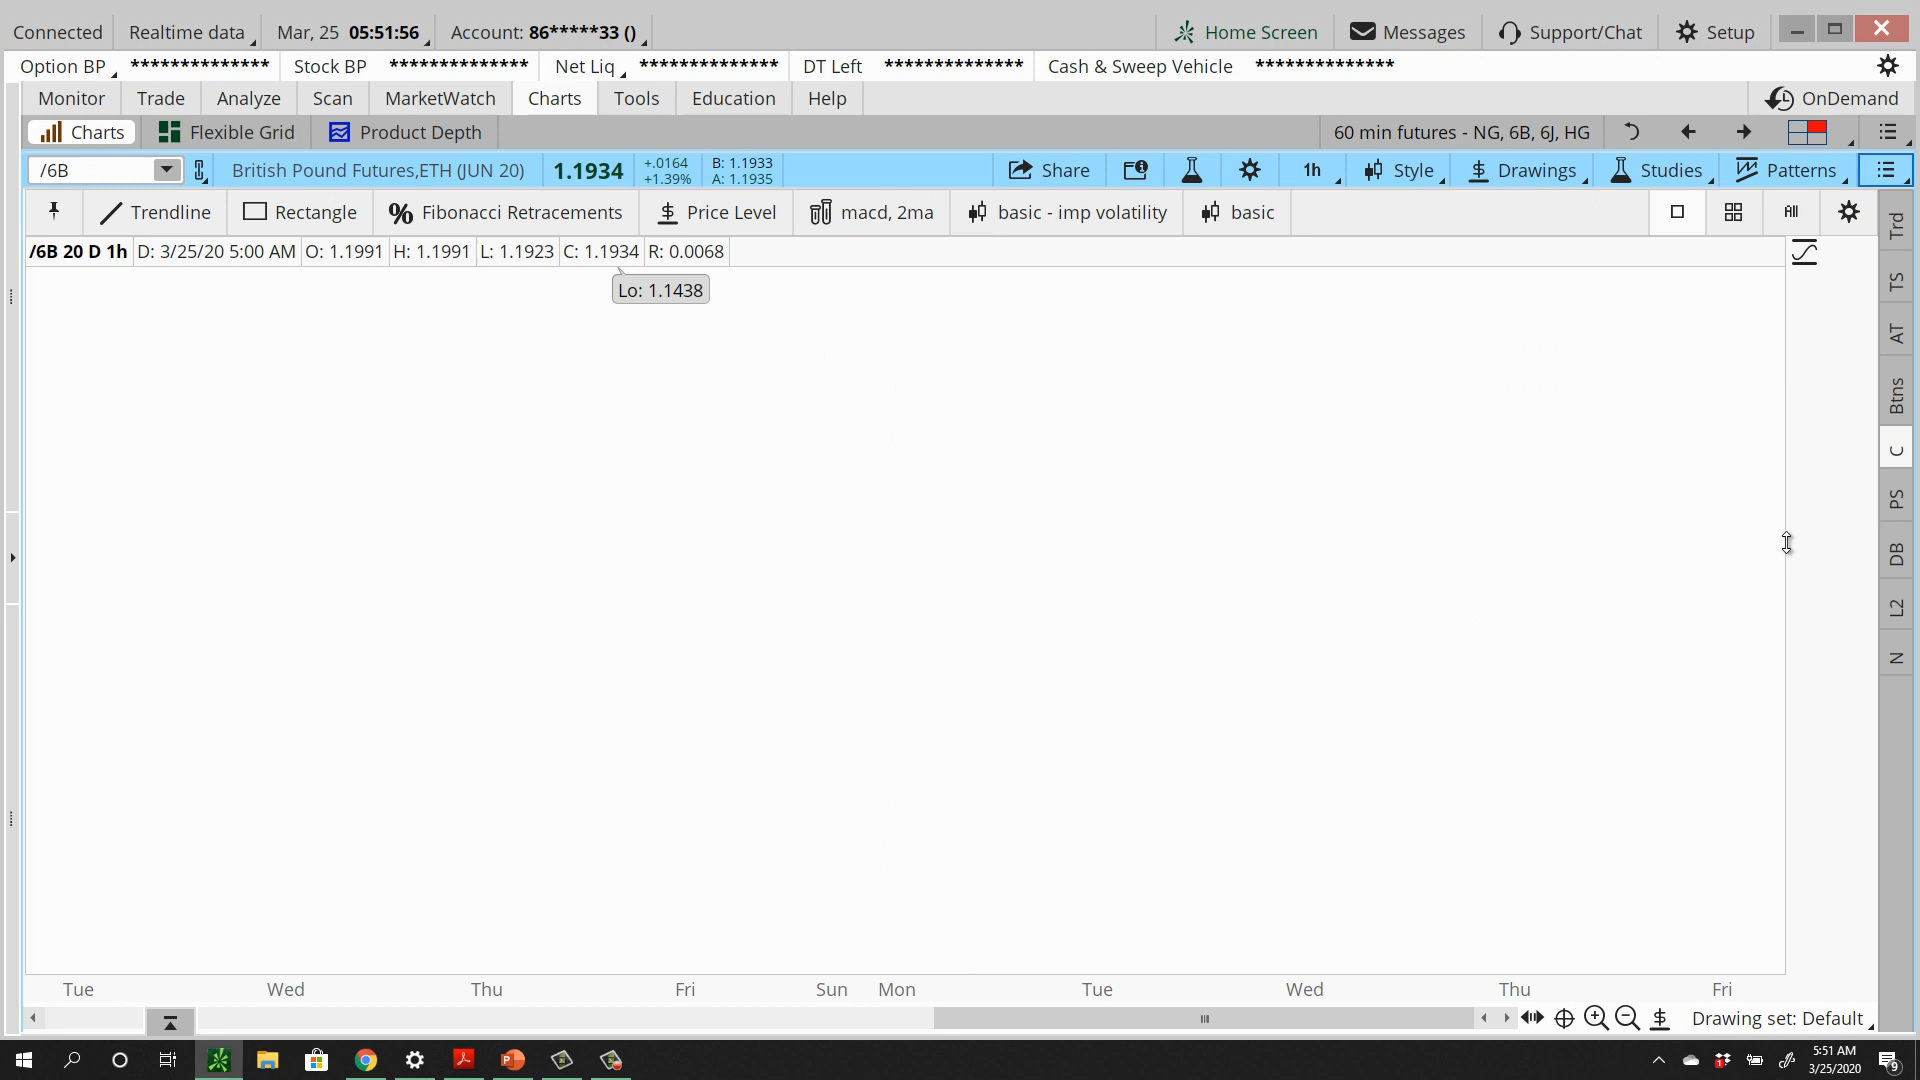 Connected Realtime data Mar, 25 05:51:56 Account: 86*****33 () Home Screen Messages Support/Chat Setup
Option BP ************** Stock BP ************** Net Liq ************** DT Left ************** Cash & Sweep Vehicle **************
Monitor Trade Analyze Scan MarketWatch Charts Tools Education Help OnDemand
Charts Flexible Grid Product Depth 60 min futures - NG, 6B, 6J, HG
/6B British Pound Futures,ETH (JUN 20) 1.1934 +.0164 B: 1.1933 Share 1h Style Drawings Studies Patterns
+1.39% A: 1.1935
Trendline Rectangle Fibonacci Retracements Price Level macd, 2ma basic - imp volatility basic All
/6B 20 D 1h D: 3/25/20 5:00 AM O: 1.1991 H: 1.1991 L: 1.1923 C: 1.1934 R: 0.0068
Lo: 1.1438
Trd
TS
AT
Btns
C
PS
DB
L2
N
Tue Wed Thu Fri Sun Mon Tue Wed Thu Fri
Drawing set: Default
5:51 AM
3/25/2020
1
9